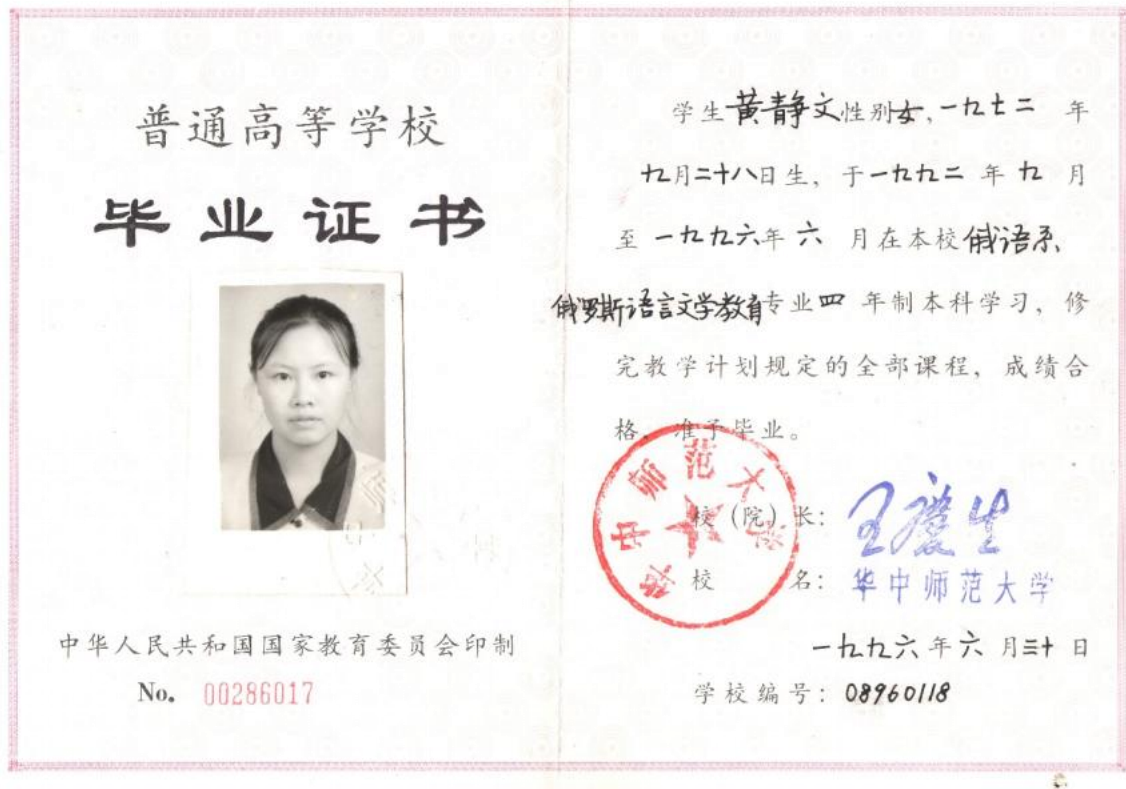 普通高等学校
毕业证书
中华人民共和国国家教育委员会印制
No. 00286017
学生黄静文性别女,一九七二 年
九月二十八日生，于一九九二 年 九 月
至 一九九六年 六 月在本校俄语系
俄罗斯语言文学教育专业四 年制本科学习，修
完教学计划规定的全部课程，成绩合
格，准予毕业。
校（院）长：王慶生
校 名：华中师范大学
华中师范大学
一九九六 年 六 月三十 日
学校编号：08960118